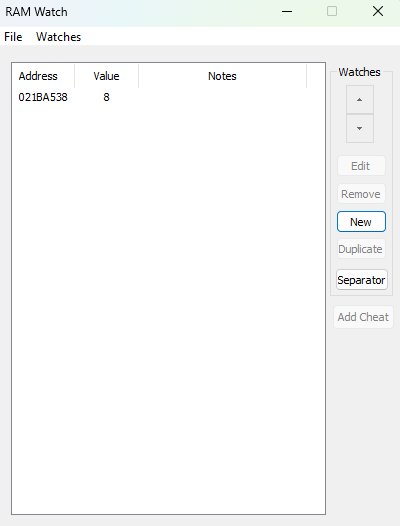 RAM Watch
File Watches
Address Value Notes
021BA538 8
Watches
Edit
Remove
New
Duplicate
Separator
Add Cheat